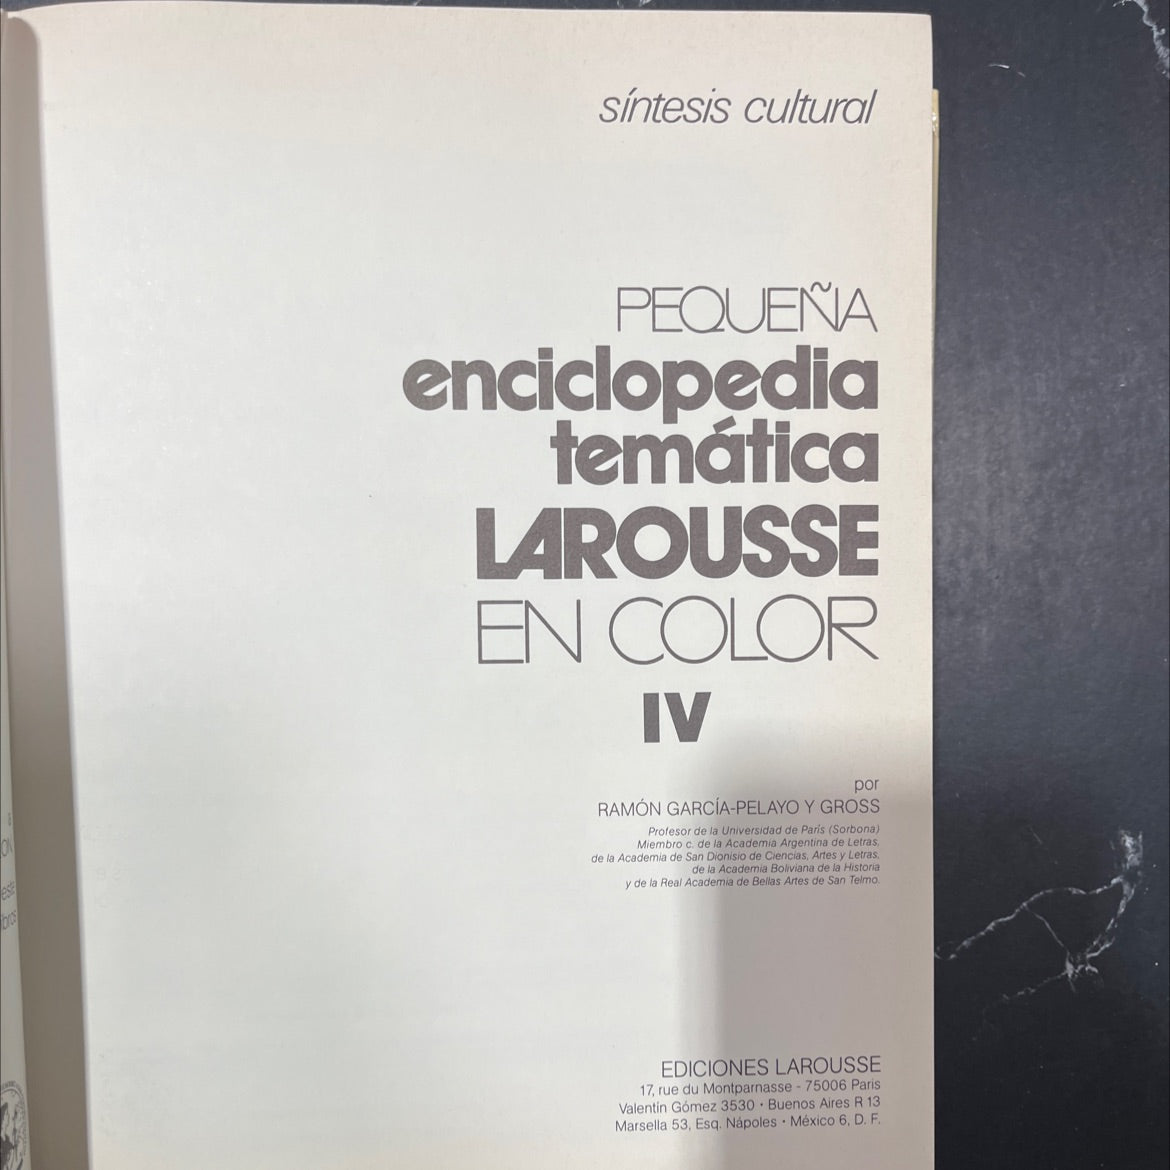 síntesis cultural
PEQUEÑA
enciclopedia
temática
LAROUSSE
EN COLOR
IV
por
RAMÓN GARCÍA-PELAYO Y GROSS
Profesor de la Universidad de París (Sorbona)
Miembro c. de la Academia Argentina de Letras,
de la Academia de San Dionisio de Ciencias, Artes y Letras,
de la Academia Boliviana de la Historia
y de la Real Academia de Bellas Artes de San Telmo.
EDICIONES LAROUSSE
17, rue du Montparnasse - 75006 Paris
Valentín Gómez 3530 • Buenos Aires R 13
Marsella 53, Esq. Nápoles • México 6, D. F.